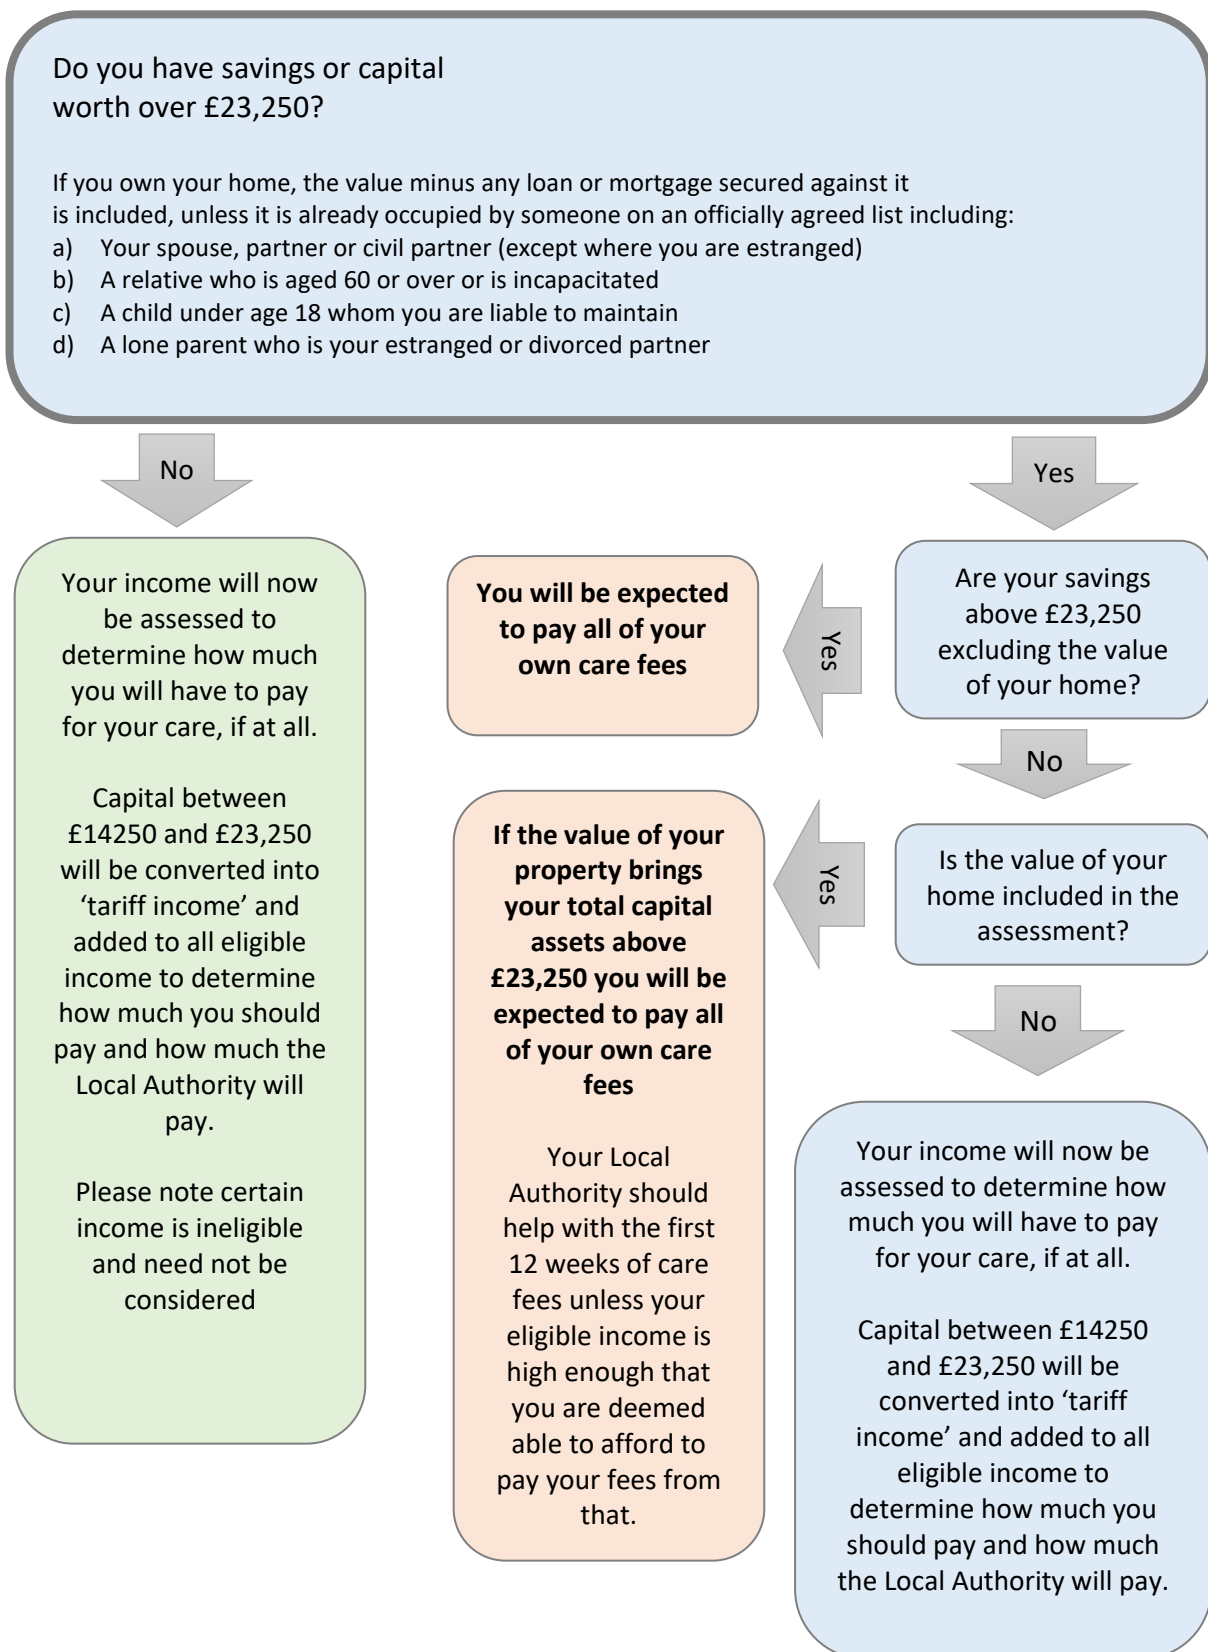 Do you have savings or capital
worth over £23,250?
If you own your home, the value minus any loan or mortgage secured against it
is included, unless it is already occupied by someone on an officially agreed list including:
a) Your spouse, partner or civil partner (except where you are estranged)
b) A relative who is aged 60 or over or is incapacitated
c) A child under age 18 whom you are liable to maintain
d) A lone parent who is your estranged or divorced partner
No
Yes
Your income will now
be assessed to
determine how much
you will have to pay
for your care, if at all.
Capital between
£14250 and £23,250
will be converted into
‘tariff income’ and
added to all eligible
income to determine
how much you should
pay and how much the
Local Authority will
pay.
Please note certain
income is ineligible
and need not be
considered
You will be expected
to pay all of your
own care fees
Yes
Are your savings
above £23,250
excluding the value
of your home?
No
If the value of your
property brings
your total capital
assets above
£23,250 you will be
expected to pay all
of your own care
fees
Your Local
Authority should
help with the first
12 weeks of care
fees unless your
eligible income is
high enough that
you are deemed
able to afford to
pay your fees from
that.
Yes
Is the value of your
home included in the
assessment?
No
Your income will now be
assessed to determine how
much you will have to pay
for your care, if at all.
Capital between £14250
and £23,250 will be
converted into ‘tariff
income’ and added to all
eligible income to
determine how much you
should pay and how much
the Local Authority will pay.